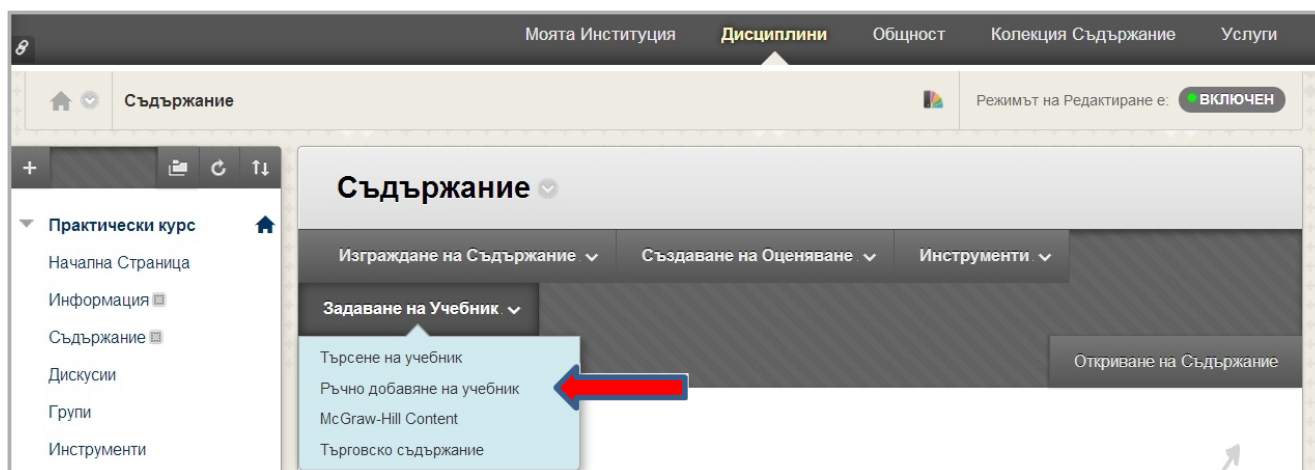 Моята Институция Дисциплини Общност Колекция Съдържание Услуги
Съдържание Режимът на Редактиране е: ВКЛЮЧЕН
Съдържание
Практически курс
Начална Страница
Информация
Съдържание
Дискусии
Групи
Инструменти
Изграждане на Съдържание Създаване на Оценяване Инструменти
Задаване на Учебник
Търсене на учебник
Ръчно добавяне на учебник
McGraw-Hill Content
Търговско съдържание
Откриване на Съдържание